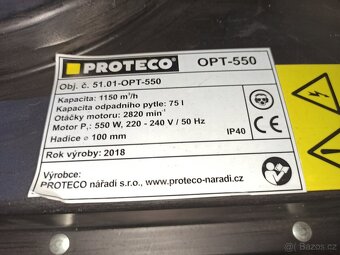 PROTECO® OPT-550
Obj. č. 51.01-OPT-550
Kapacita: 1150 m³/h
Kapacita odpadního pytle: 75 l
Otáčky motoru: 2820 min⁻¹
Motor P₁: 550 W, 220 - 240 V / 50 Hz
Hadice ø 100 mm
IP40
Rok výroby: 2018
Výrobce:
PROTECO nářadí s.r.o., www.proteco-naradi.cz
Bazos.cz